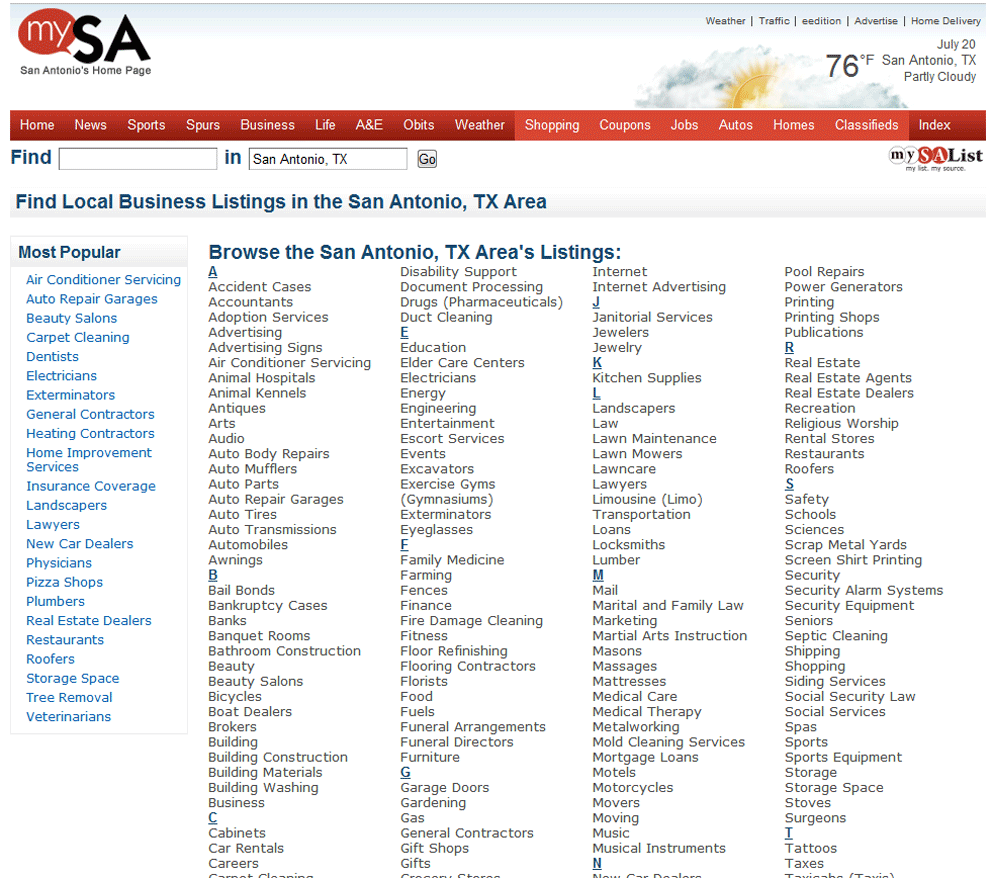 mySA
San Antonio's Home Page
Weather | Traffic | eedition | Advertise | Home Delivery
July 20
76°F San Antonio, TX
Partly Cloudy
Home News Sports Spurs Business Life A&E Obits Weather Shopping Coupons Jobs Autos Homes Classifieds Index
Find in San Antonio, TX Go
mySAList
my list. my source.
Find Local Business Listings in the San Antonio, TX Area
Most Popular
Air Conditioner Servicing
Auto Repair Garages
Beauty Salons
Carpet Cleaning
Dentists
Electricians
Exterminators
General Contractors
Heating Contractors
Home Improvement
Services
Insurance Coverage
Landscapers
Lawyers
New Car Dealers
Physicians
Pizza Shops
Plumbers
Real Estate Dealers
Restaurants
Roofers
Storage Space
Tree Removal
Veterinarians
Browse the San Antonio, TX Area's Listings:
A
Accident Cases
Accountants
Adoption Services
Advertising
Advertising Signs
Air Conditioner Servicing
Animal Hospitals
Animal Kennels
Antiques
Arts
Audio
Auto Body Repairs
Auto Mufflers
Auto Parts
Auto Repair Garages
Auto Tires
Auto Transmissions
Automobiles
Awnings
B
Bail Bonds
Bankruptcy Cases
Banks
Banquet Rooms
Bathroom Construction
Beauty
Beauty Salons
Bicycles
Boat Dealers
Brokers
Building
Building Construction
Building Materials
Building Washing
Business
C
Cabinets
Car Rentals
Careers
Carpet Cleaning
Disability Support
Document Processing
Drugs (Pharmaceuticals)
Duct Cleaning
E
Education
Elder Care Centers
Electricians
Energy
Engineering
Entertainment
Escort Services
Events
Excavators
Exercise Gyms
(Gymnasiums)
Exterminators
Eyeglasses
F
Family Medicine
Farming
Fences
Finance
Fire Damage Cleaning
Fitness
Floor Refinishing
Flooring Contractors
Florists
Food
Fuels
Funeral Arrangements
Funeral Directors
Furniture
G
Garage Doors
Gardening
Gas
General Contractors
Gift Shops
Gifts
Grocery Stores
Internet
Internet Advertising
J
Janitorial Services
Jewelers
Jewelry
K
Kitchen Supplies
L
Landscapers
Law
Lawn Maintenance
Lawn Mowers
Lawncare
Lawyers
Limousine (Limo)
Transportation
Loans
Locksmiths
Lumber
M
Mail
Marital and Family Law
Marketing
Martial Arts Instruction
Masons
Massages
Mattresses
Medical Care
Medical Therapy
Metalworking
Mold Cleaning Services
Mortgage Loans
Motels
Motorcycles
Movers
Moving
Music
Musical Instruments
N
New Car Dealers
Pool Repairs
Power Generators
Printing
Printing Shops
Publications
R
Real Estate
Real Estate Agents
Real Estate Dealers
Recreation
Religious Worship
Rental Stores
Restaurants
Roofers
S
Safety
Schools
Sciences
Scrap Metal Yards
Screen Shirt Printing
Security
Security Alarm Systems
Security Equipment
Seniors
Septic Cleaning
Shipping
Shopping
Siding Services
Social Security Law
Social Services
Spas
Sports
Sports Equipment
Storage
Storage Space
Stoves
Surgeons
T
Tattoos
Taxes
Taxicabs (Taxis)